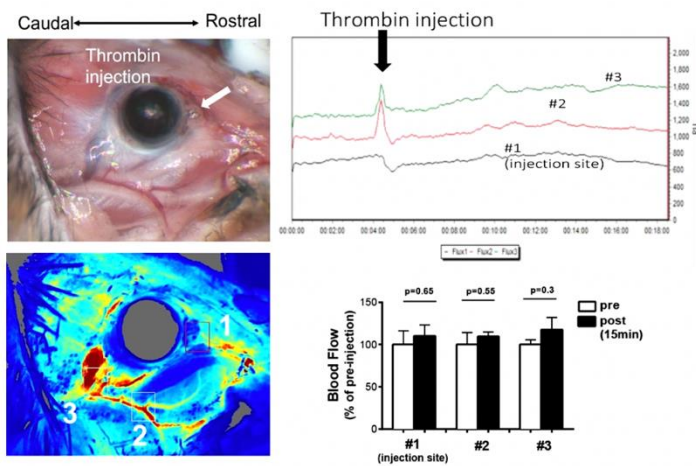 Caudal
Rostral
Thrombin
injection
Thrombin injection
#3
#2
#1
(injection site)
2,000
1,800
1,600
1,400
1,200
1,000
800
600
400
200
0
00:00:00 00:02:00 00:04:00 00:06:00 00:08:00 00:10:00 00:12:00 00:14:00 00:16:00 00:18:00
Flux1 Flux2 Flux3
1
2
3
Blood Flow
(% of pre-injection)
150
100
50
0
p=0.65 p=0.55 p=0.3
pre
post
(15min)
#1 #2 #3
(injection site)